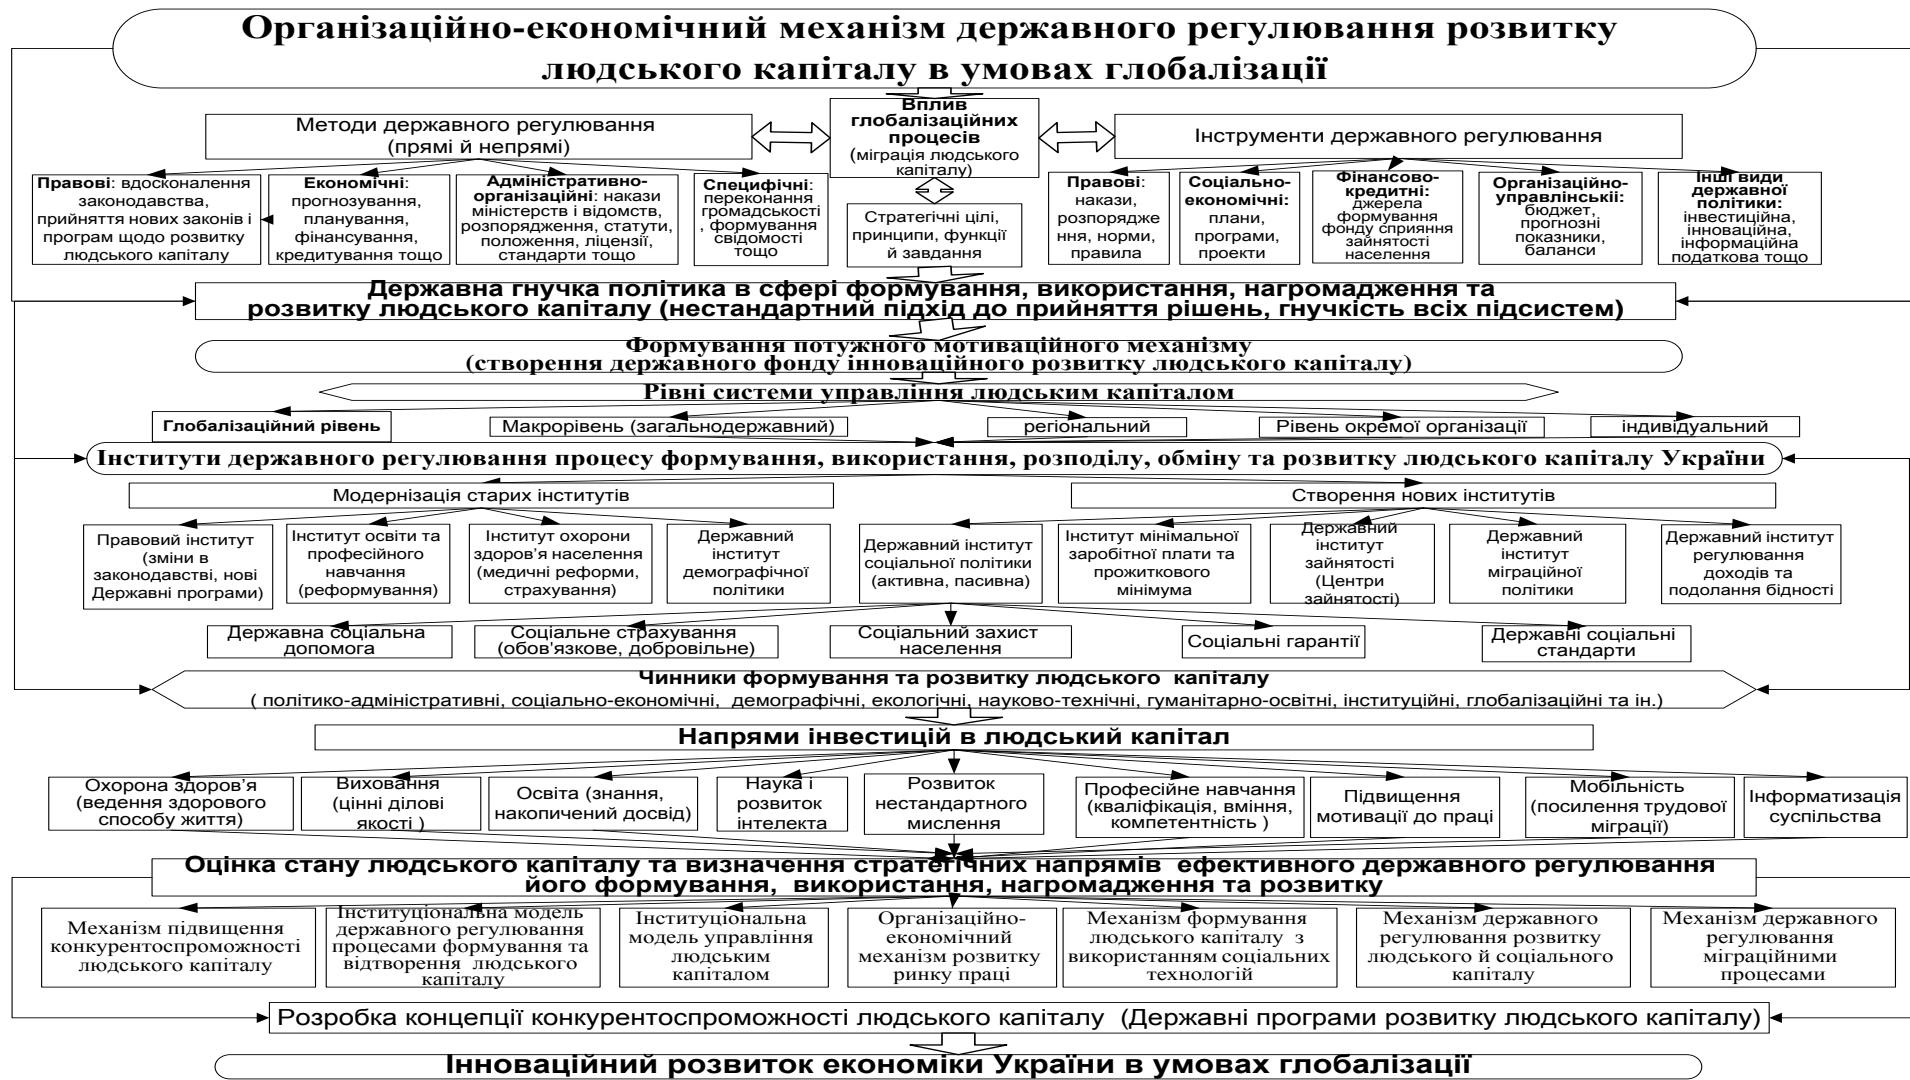 Організаційно-економічний механізм державного регулювання розвитку
людського капіталу в умовах глобалізації
Вплив
глобалізаційних
процесів
(міграція людського
капіталу)
Методи державного регулювання
(прямі й непрямі)
Інструменти державного регулювання
Правові: вдосконалення
законодавства,
прийняття нових законів і
програм щодо розвитку
людського капіталу
Економічні:
прогнозування,
планування,
фінансування,
кредитування тощо
Адміністративно-
організаційні: накази
міністерств і відомств,
розпорядження, статути,
положення, ліцензії,
стандарти тощо
Специфічні:
переконання
громадськості
, формування
свідомості
тощо
Стратегічні цілі,
принципи, функції
й завдання
Правові:
накази,
розпорядже
ння, норми,
правила
Соціально-
економічні:
плани,
програми,
проекти
Фінансово-
кредитні:
джерела
формування
фонду сприяння
зайнятості
населення
Організаційно-
управлінськіі:
бюджет,
прогнозні
показники,
баланси
Інші види
державної
політики:
інвестиційна,
інноваційна,
інформаційна
податкова тощо
Державна гнучка політика в сфері формування, використання, нагромадження та
розвитку людського капіталу (нестандартний підхід до прийняття рішень, гнучкість всіх підсистем)
Формування потужного мотиваційного механізму
(створення державного фонду інноваційного розвитку людського капіталу)
Рівні системи управління людським капіталом
Глобалізаційний рівень
Макрорівень (загальнодержавний)
регіональний
Рівень окремої організації
індивідуальний
Інститути державного регулювання процесу формування, використання, розподілу, обміну та розвитку людського капіталу України
Модернізація старих інститутів
Створення нових інститутів
Правовий інститут
(зміни в
законодавстві, нові
Державні програми)
Інститут освіти та
професійного
навчання
(реформування)
Інститут охорони
здоров’я населення
(медичні реформи,
страхування)
Державний
інститут
демографічної
політики
Державний інститут
соціальної політики
(активна, пасивна)
Інститут мінімальної
заробітної плати та
прожиткового
мінімума
Державний
інститут
зайнятості
(Центри
зайнятості)
Державний
інститут
міграційної
політики
Державний інститут
регулювання
доходів та
подолання бідності
Державна соціальна
допомога
Соціальне страхування
(обов'язкове, добровільне)
Соціальний захист
населення
Соціальні гарантії
Державні соціальні
стандарти
Чинники формування та розвитку людського капіталу
( політико-адміністративні, соціально-економічні, демографічні, екологічні, науково-технічні, гуманітарно-освітні, інституційні, глобалізаційні та ін.)
Напрями інвестицій в людський капітал
Охорона здоров’я
(ведення здорового
способу життя)
Виховання
(цінні ділові
якості )
Освіта (знання,
накопичений досвід)
Наука і
розвиток
інтелекта
Розвиток
нестандартного
мислення
Професійне навчання
(кваліфікація, вміння,
компетентність )
Підвищення
мотивації до праці
Мобільність
(посилення трудової
міграції)
Інформатизація
суспільства
Оцінка стану людського капіталу та визначення стратегічних напрямів ефективного державного регулювання
його формування, використання, нагромадження та розвитку
Механізм підвищення
конкурентоспроможності
людського капіталу
Інституціональна модель
державного регулювання
процесами формування та
відтворення людського
капіталу
Інституціональна
модель управління
людським
капіталом
Організаційно-
економічний
механізм розвитку
ринку праці
Механізм формування
людського капіталу з
використанням соціальних
технологій
Механізм державного
регулювання розвитку
людського й соціального
капіталу
Механізм державного
регулювання
міграційними
процесами
Розробка концепції конкурентоспроможності людського капіталу (Державні програми розвитку людського капіталу)
Інноваційний розвиток економіки України в умовах глобалізації